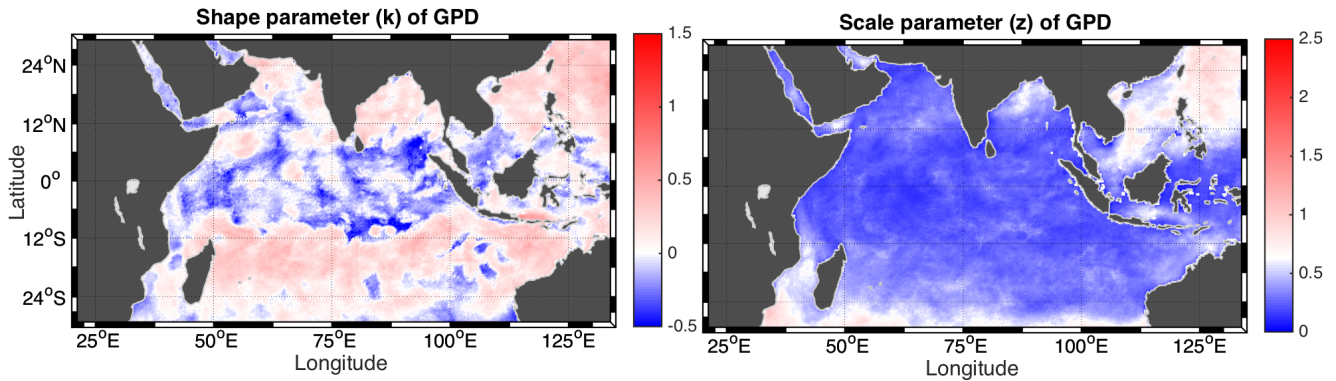 Shape parameter (k) of GPD
24°N
12°N
0°
12°S
24°S
Latitude
25°E
50°E
75°E
100°E
125°E
Longitude
1.5
1
0.5
0
-0.5
Scale parameter (z) of GPD
25°E
50°E
75°E
100°E
125°E
Longitude
2.5
2
1.5
1
0.5
0